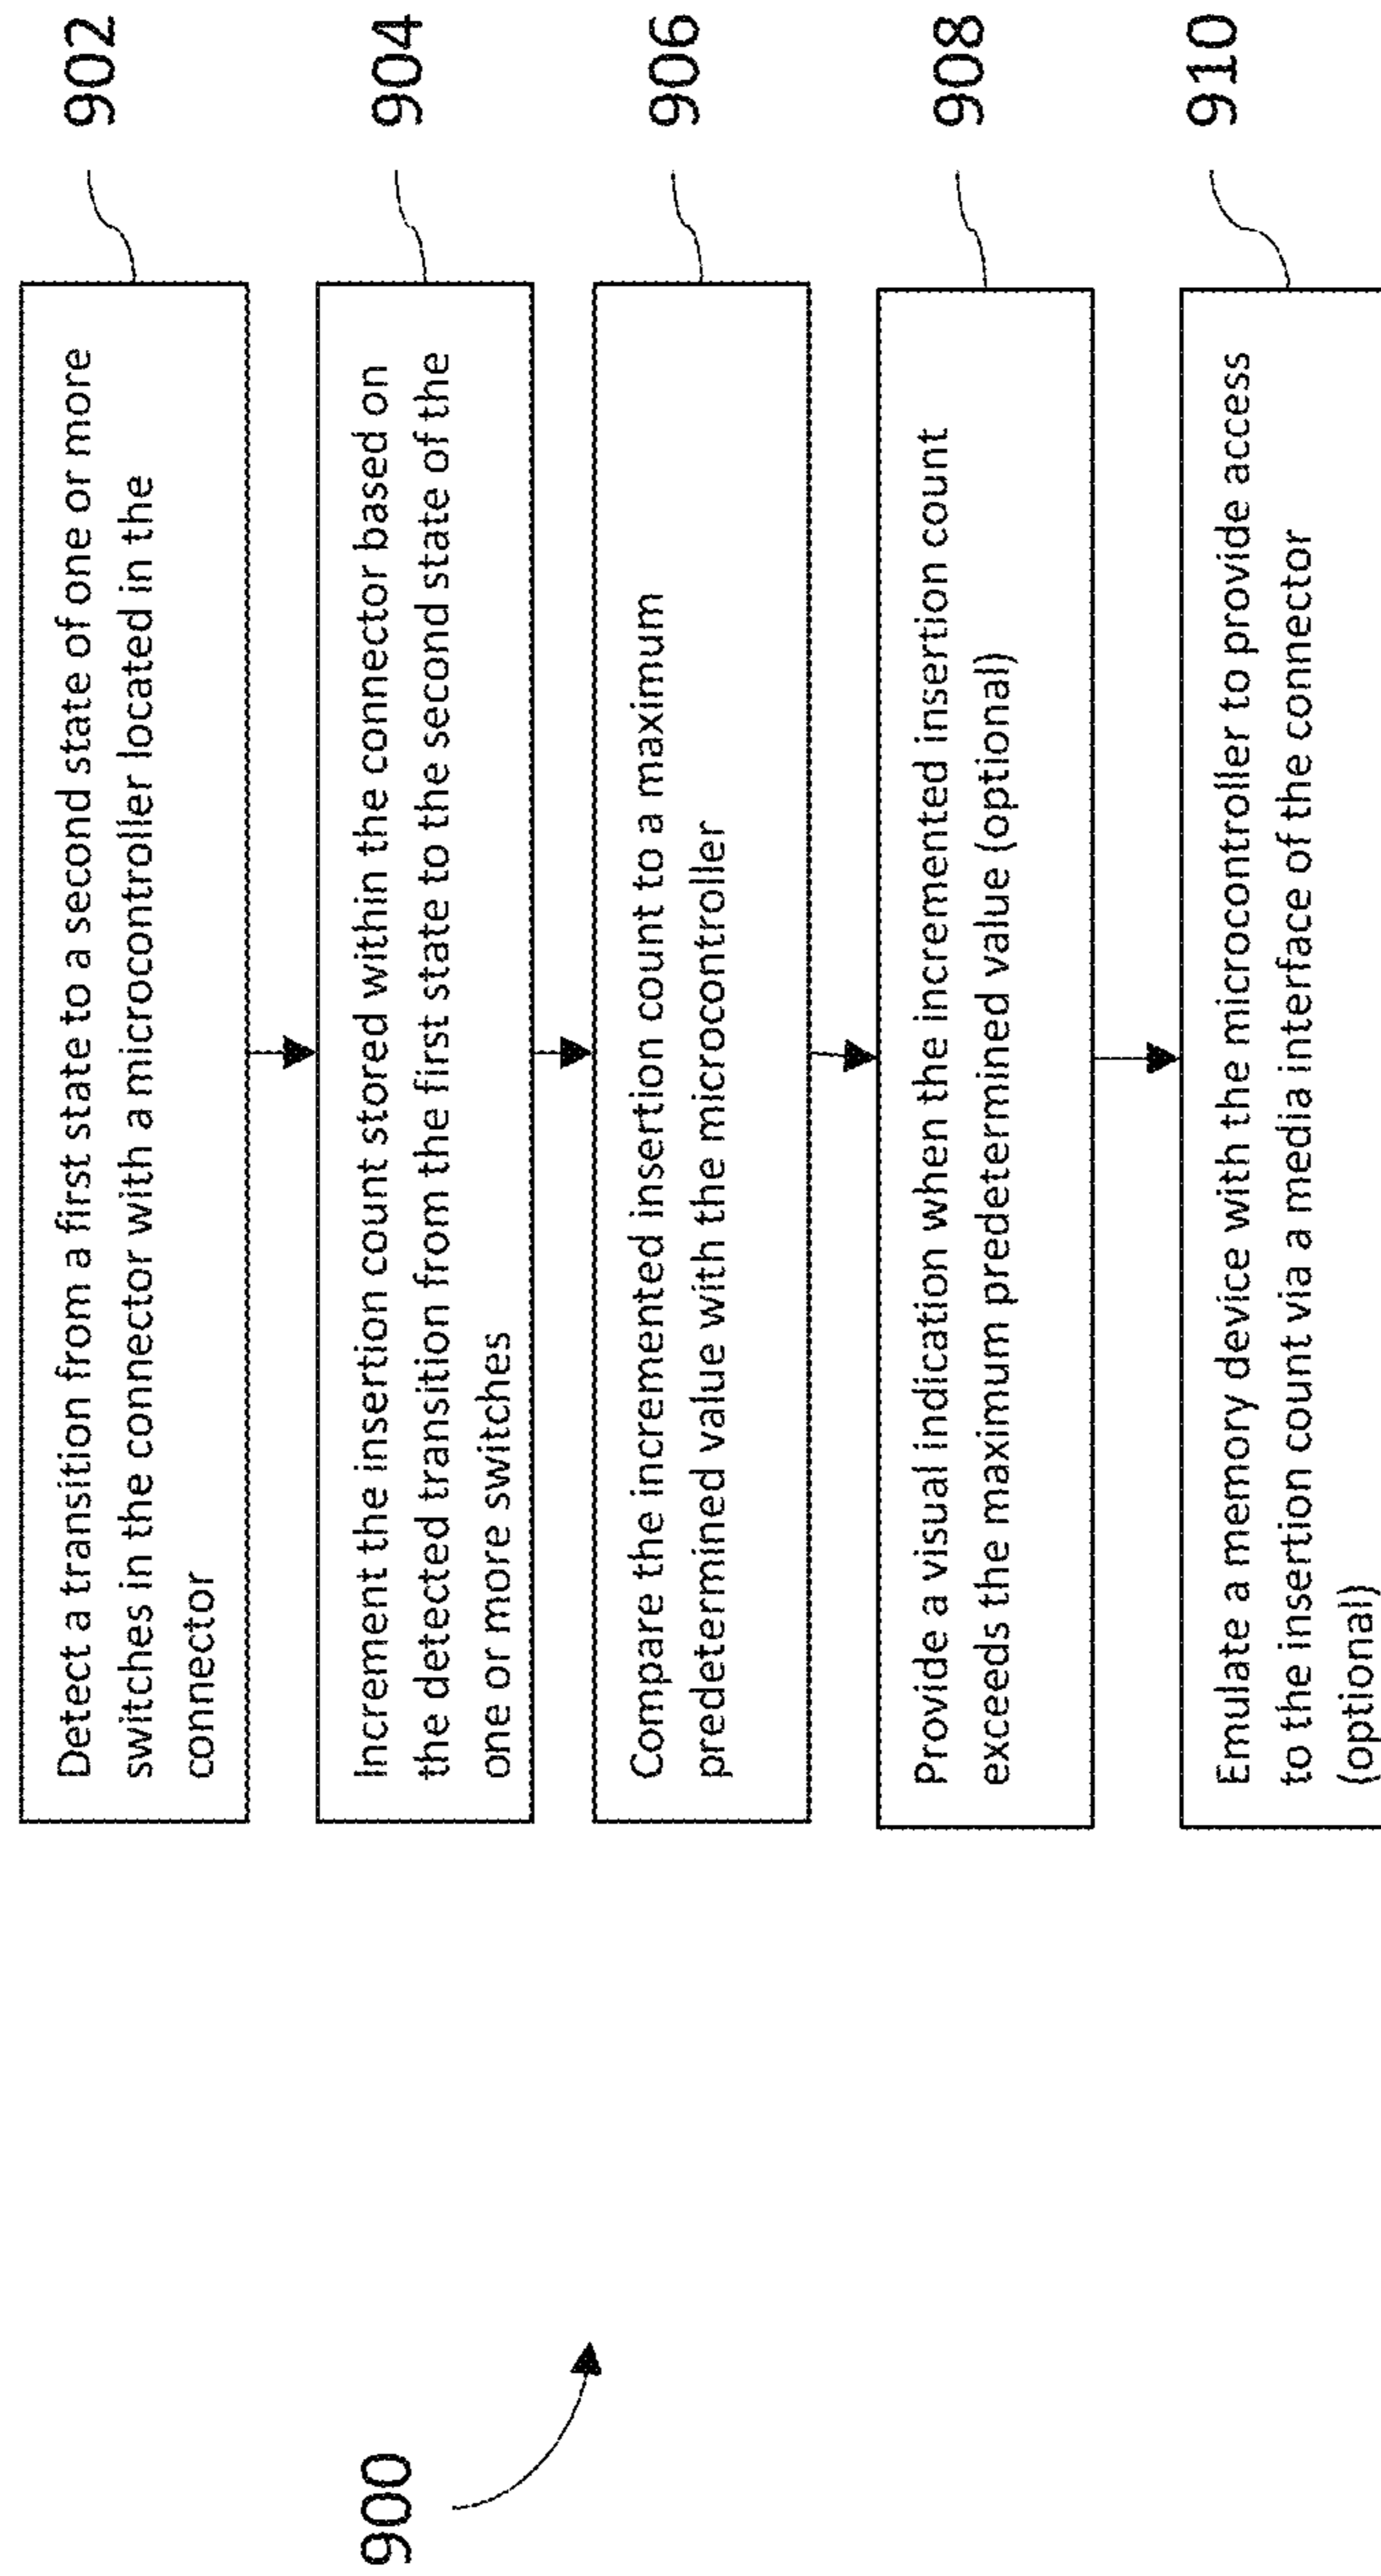 900
Detect a transition from a first state to a second state of one or more
switches in the connector with a microcontroller located in the
connector
902
Increment the insertion count stored within the connector based on
the detected transition from the first state to the second state of the
one or more switches
904
Compare the incremented insertion count to a maximum
predetermined value with the microcontroller
906
Provide a visual indication when the incremented insertion count
exceeds the maximum predetermined value (optional)
908
Emulate a memory device with the microcontroller to provide access
to the insertion count via a media interface of the connector
(optional)
910